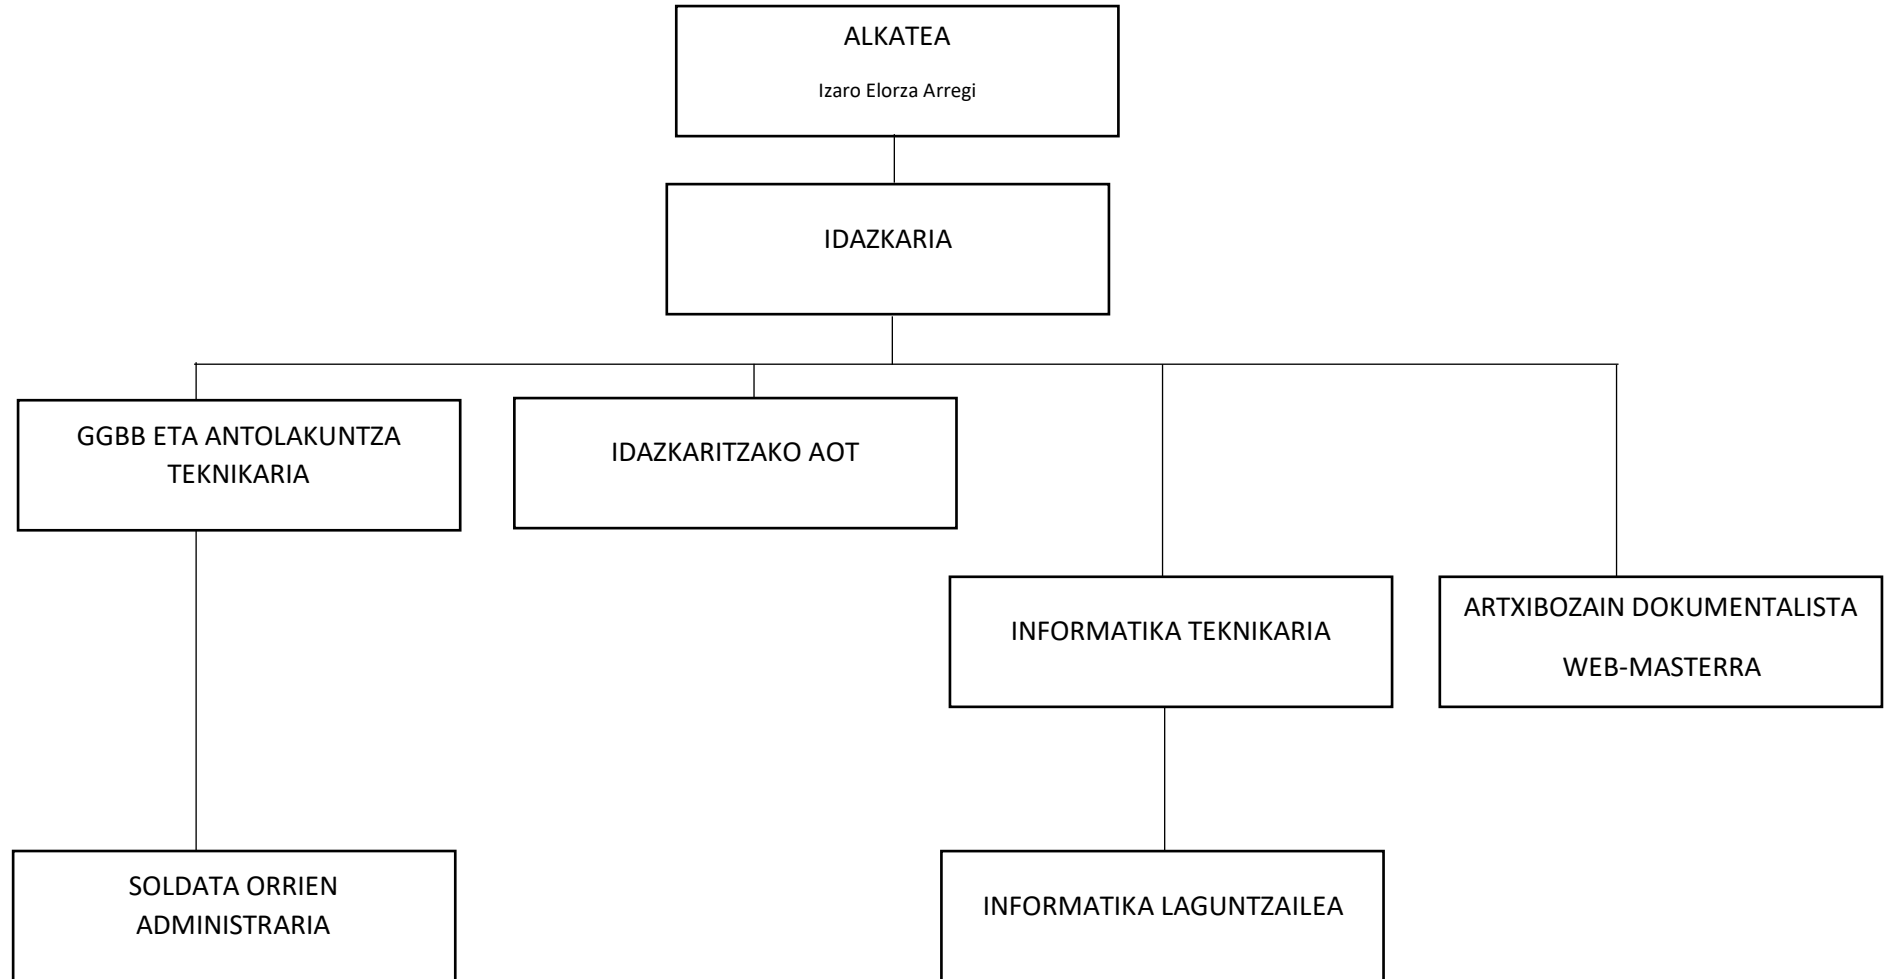 ALKATEA
Izaro Elorza Arregi
IDAZKARIA
GGBB ETA ANTOLAKUNTZA
TEKNIKARIA
IDAZKARITZAKO AOT
INFORMATIKA TEKNIKARIA
ARTXIBOZAIN DOKUMENTALISTA
WEB-MASTERRA
SOLDATA ORRIEN
ADMINISTRARIA
INFORMATIKA LAGUNTZAILEA